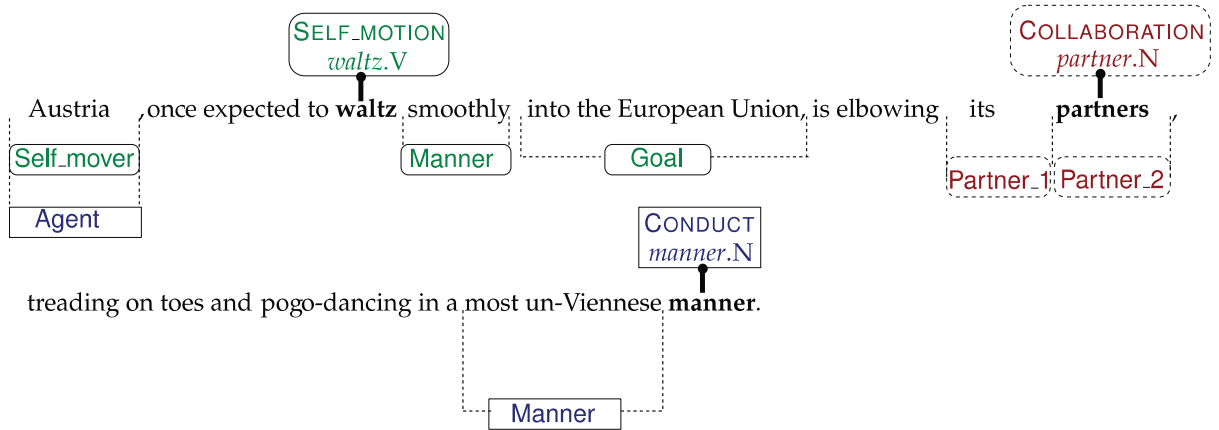 SELF_MOTION COLLABORATION
waltz.V partner.N
Austria , once expected to waltz smoothly into the European Union, is elbowing its partners ,
Self_mover Manner Goal Partner_1 Partner_2
Agent
CONDUCT
manner.N
treading on toes and pogo-dancing in a most un-Viennese manner.
Manner